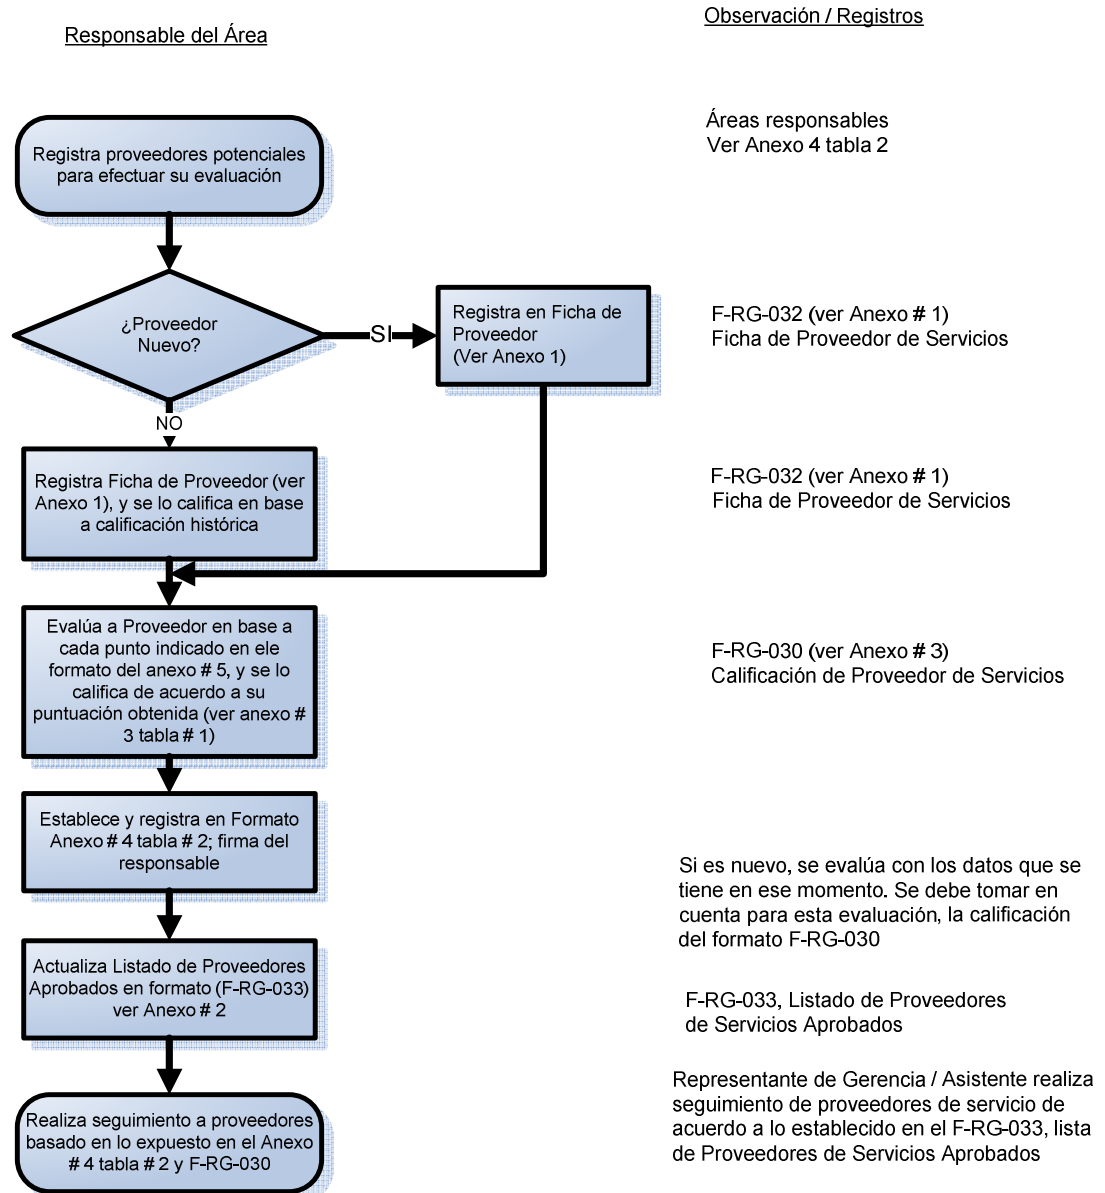 Responsable del Área
Observación / Registros
Registra proveedores potenciales
para efectuar su evaluación
Áreas responsables
Ver Anexo 4 tabla 2
¿Proveedor
Nuevo?
SI
Registra en Ficha de
Proveedor
(Ver Anexo 1)
F-RG-032 (ver Anexo # 1)
Ficha de Proveedor de Servicios
NO
Registra Ficha de Proveedor (ver
Anexo 1), y se lo califica en base
a calificación histórica
F-RG-032 (ver Anexo # 1)
Ficha de Proveedor de Servicios
Evalúa a Proveedor en base a
cada punto indicado en ele
formato del anexo # 5, y se lo
califica de acuerdo a su
puntuación obtenida (ver anexo #
3 tabla # 1)
F-RG-030 (ver Anexo # 3)
Calificación de Proveedor de Servicios
Establece y registra en Formato
Anexo # 4 tabla # 2; firma del
responsable
Si es nuevo, se evalúa con los datos que se
tiene en ese momento. Se debe tomar en
cuenta para esta evaluación, la calificación
del formato F-RG-030
Actualiza Listado de Proveedores
Aprobados en formato (F-RG-033)
ver Anexo # 2
F-RG-033, Listado de Proveedores
de Servicios Aprobados
Realiza seguimiento a proveedores
basado en lo expuesto en el Anexo
# 4 tabla # 2 y F-RG-030
Representante de Gerencia / Asistente realiza
seguimiento de proveedores de servicio de
acuerdo a lo establecido en el F-RG-033, lista
de Proveedores de Servicios Aprobados